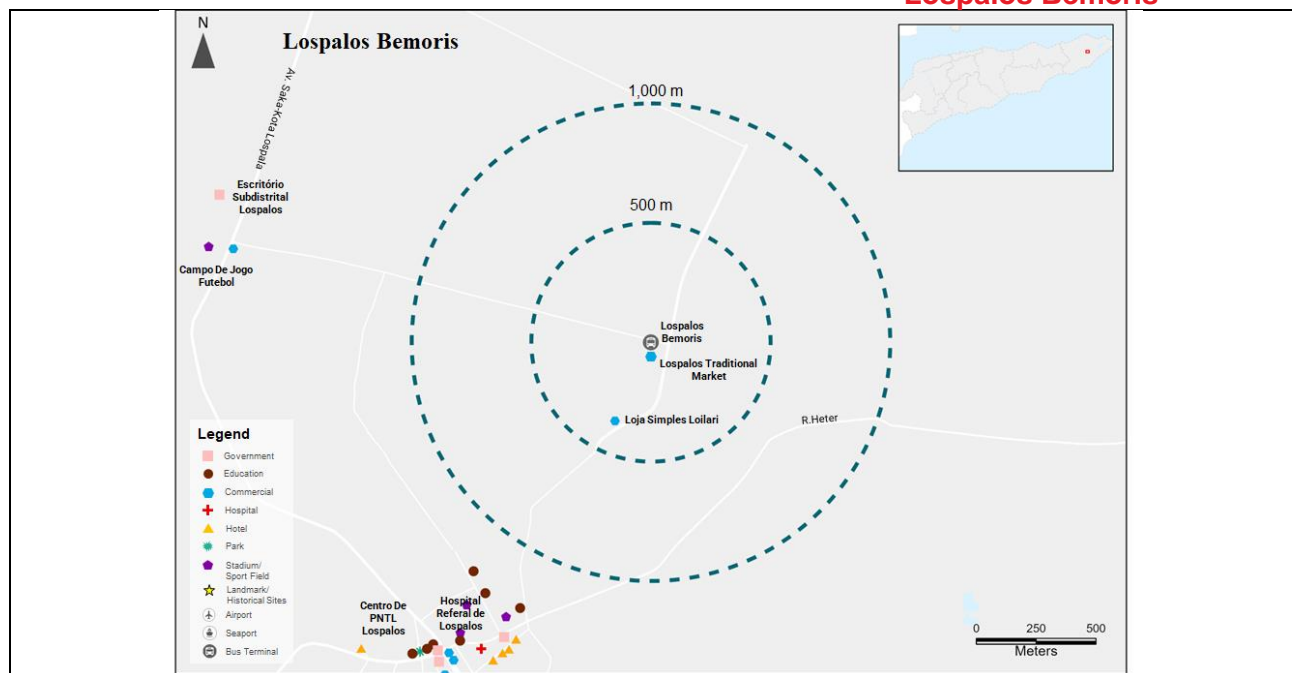 Lospalos Bemoris
N
Lospalos Bemoris
Av. Saka-Kota Lospala
1,000 m
500 m
Escritório
Subdistrital
Lospalos
Campo De Jogo
Futebol
Lospalos
Bemoris
Lospalos Traditional
Market
Loja Simples Loilari
R.Heter
Legend
Government
Education
Commercial
Hospital
Hotel
Park
Stadium/
Sport Field
Landmark/
Historical Sites
Airport
Seaport
Bus Terminal
Centro De
PNTL
Lospalos
Hospital
Referal de
Lospalos
0 250 500
Meters